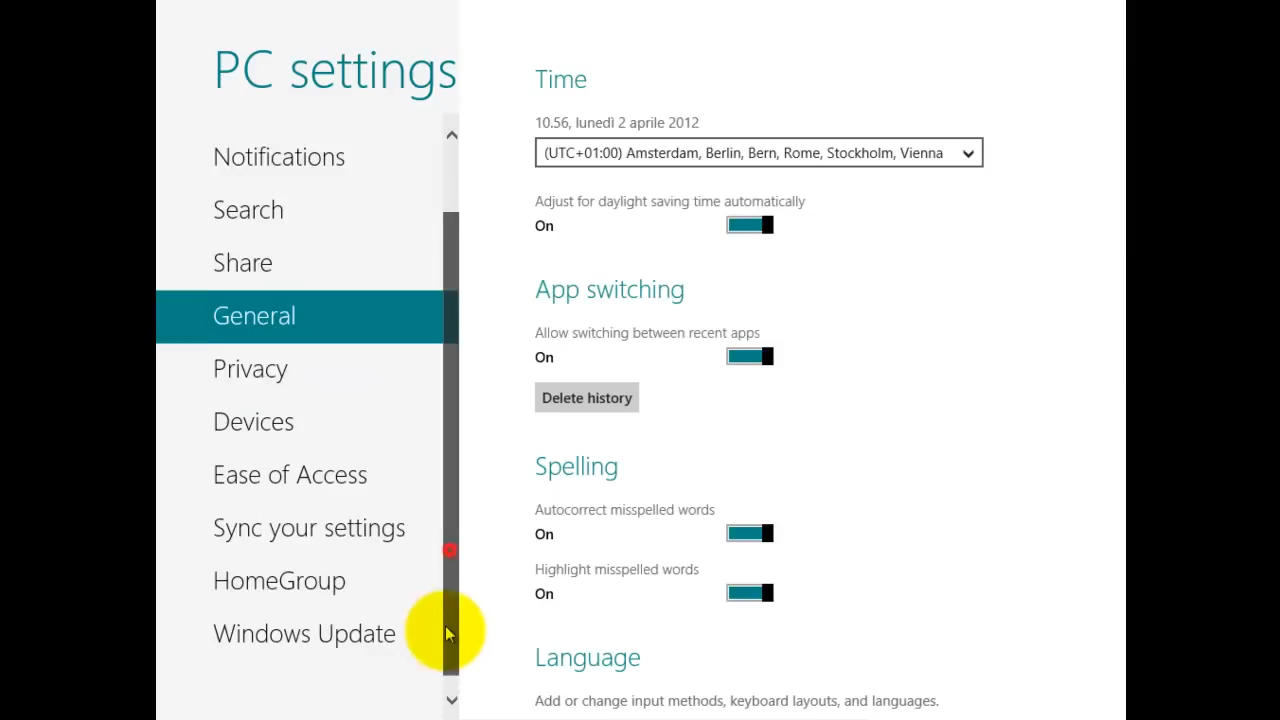 PC settings
Notifications
Search
Share
General
Privacy
Devices
Ease of Access
Sync your settings
HomeGroup
Windows Update
Time
10.56, lunedì 2 aprile 2012
(UTC+01:00) Amsterdam, Berlin, Bern, Rome, Stockholm, Vienna
Adjust for daylight saving time automatically
On
App switching
Allow switching between recent apps
On
Delete history
Spelling
Autocorrect misspelled words
On
Highlight misspelled words
On
Language
Add or change input methods, keyboard layouts, and languages.